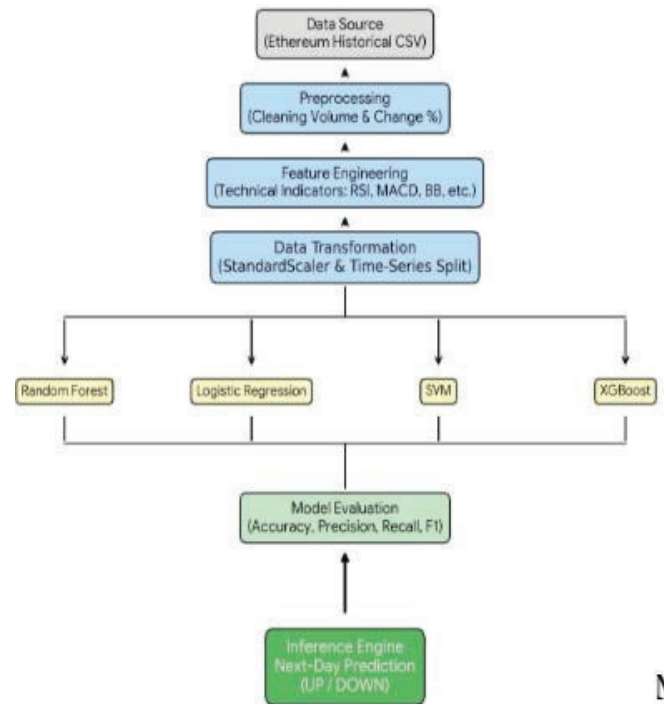 Data Source
(Ethereum Historical CSV)
Preprocessing
(Cleaning Volume & Change %)
Feature Engineering
(Technical Indicators: RSI, MACD, BB, etc.)
Data Transformation
(StandardScaler & Time-Series Split)
Random Forest
Logistic Regression
SVM
XGBoost
Model Evaluation
(Accuracy, Precision, Recall, F1)
Inference Engine
Next-Day Prediction
(UP / DOWN)